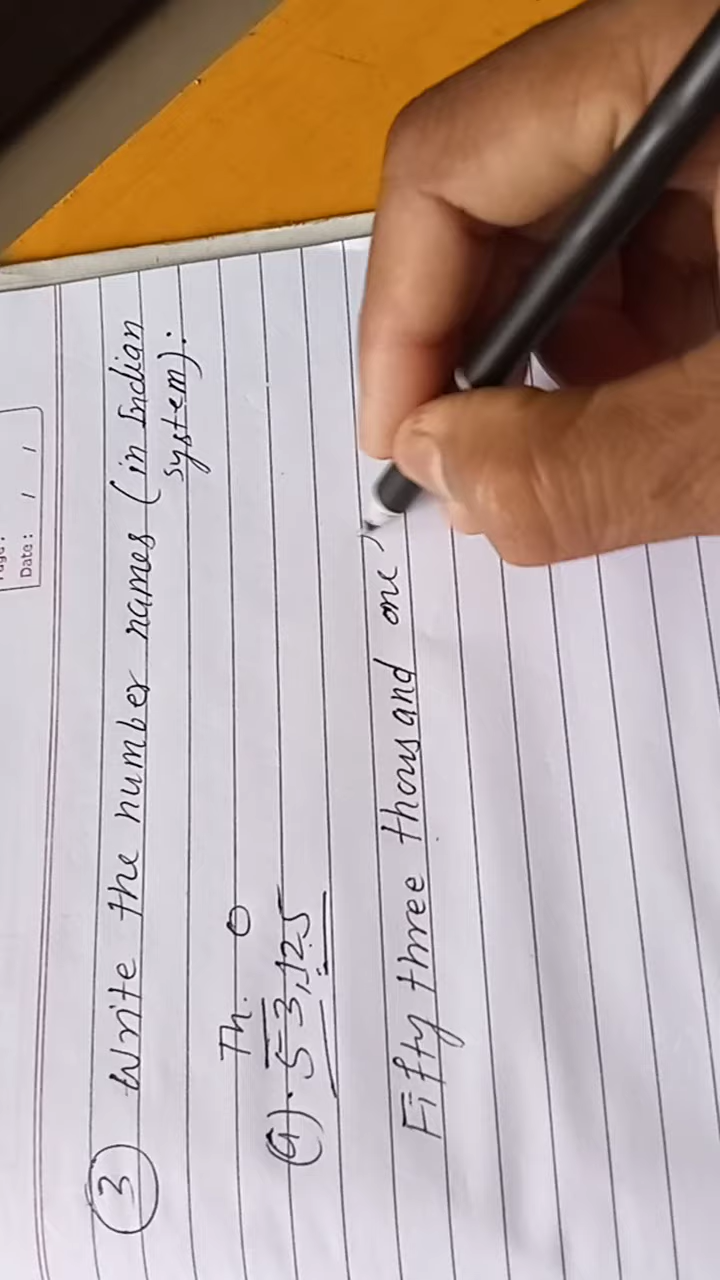 Date: / /
3 Write the number names (in Indian
system).
Th. O
(a). 53,125
Fifty three thousand one